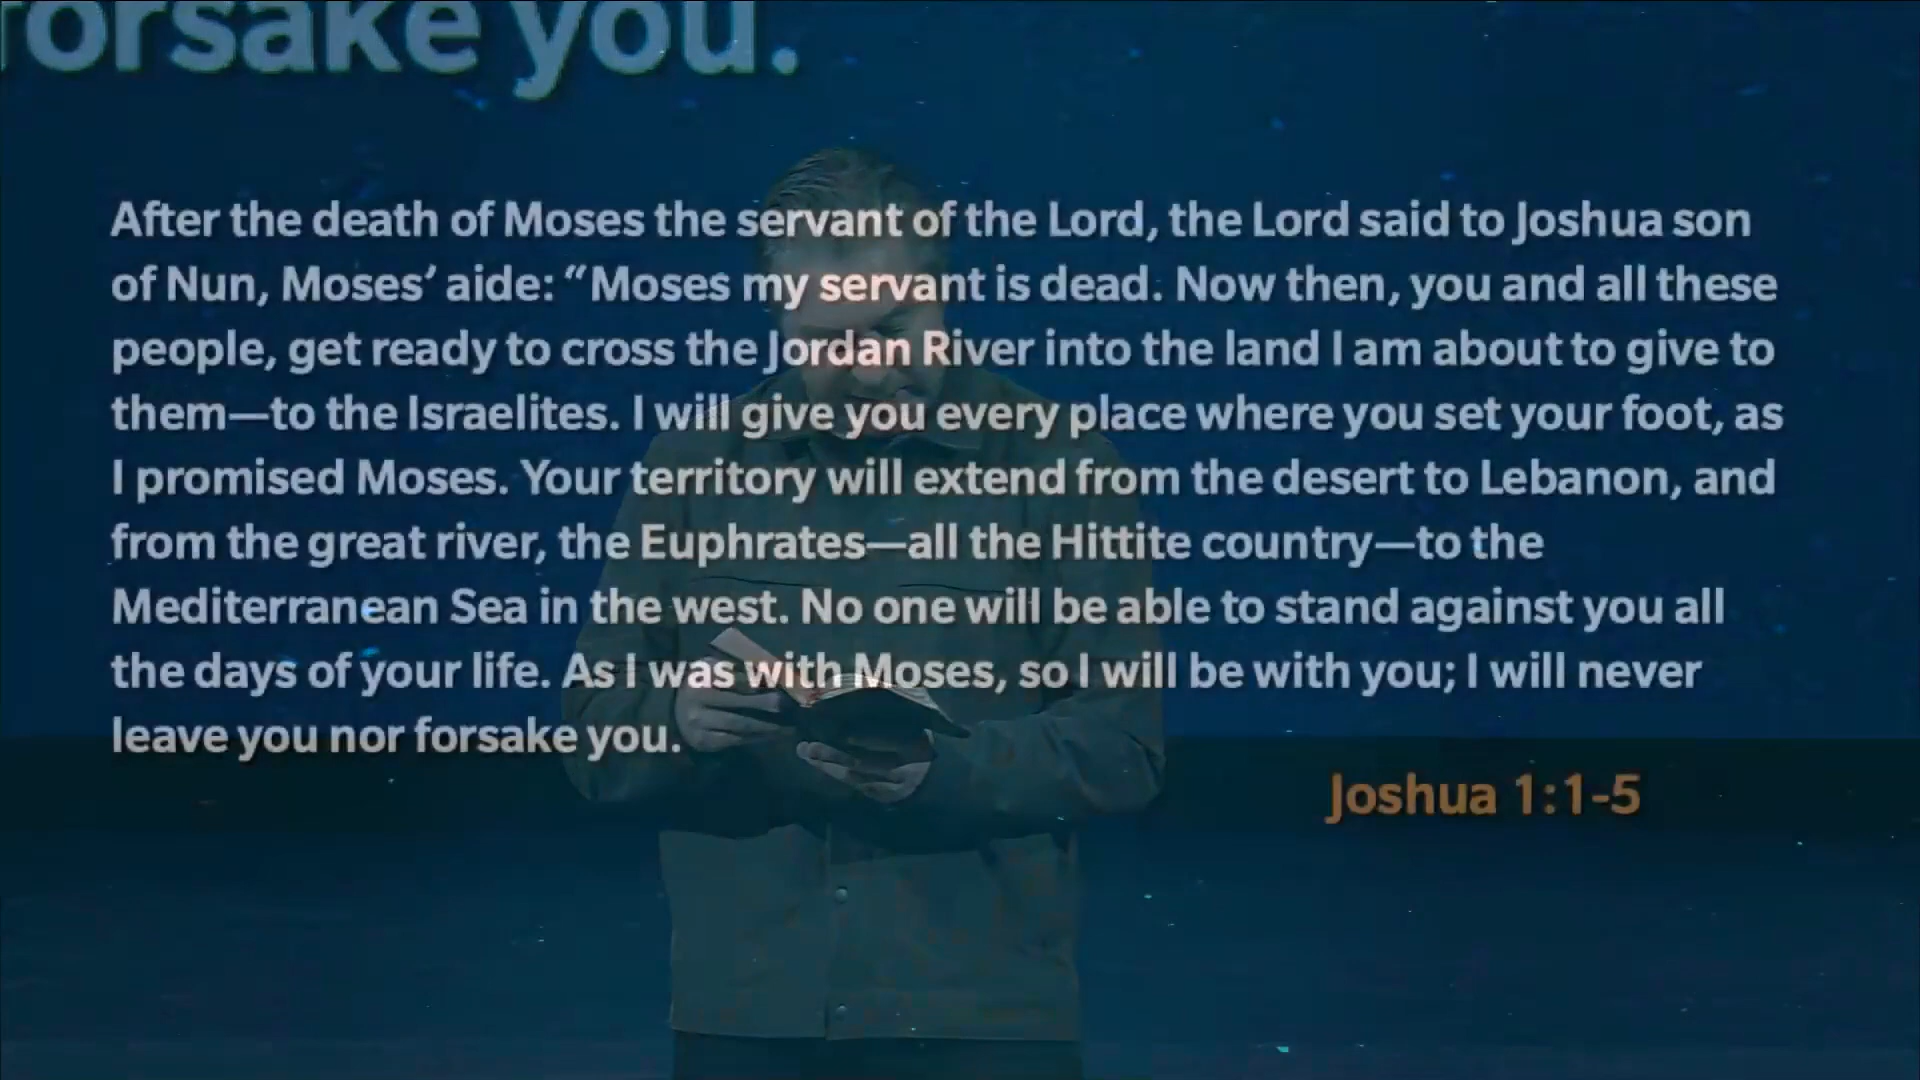 forsake you.
After the death of Moses the servant of the Lord, the Lord said to Joshua son
of Nun, Moses’ aide: “Moses my servant is dead. Now then, you and all these
people, get ready to cross the Jordan River into the land I am about to give to
them—to the Israelites. I will give you every place where you set your foot, as
I promised Moses. Your territory will extend from the desert to Lebanon, and
from the great river, the Euphrates—all the Hittite country—to the
Mediterranean Sea in the west. No one will be able to stand against you all
the days of your life. As I was with Moses, so I will be with you; I will never
leave you nor forsake you.
Joshua 1:1-5